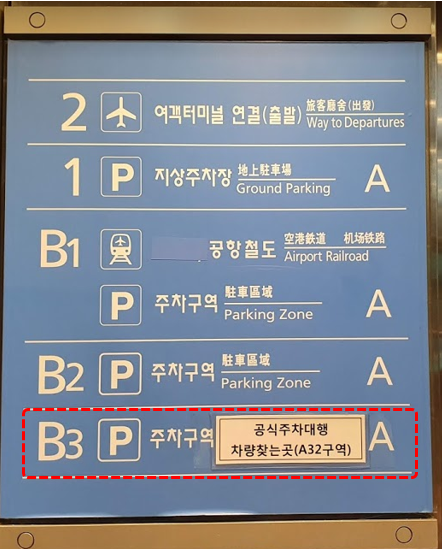 2 여객터미널 연결(출발) 旅客廳舍(出發)
Way to Departures
1 P 지상주차장 地上駐車場 A
Ground Parking
B1 공항철도 空港鉄道 机场铁路
Airport Railroad
P 주차구역 駐車區域 A
Parking Zone
B2 P 주차구역 駐車區域 A
Parking Zone
B3 P 주차구역 A
공식주차대행
차량찾는곳(A32구역)